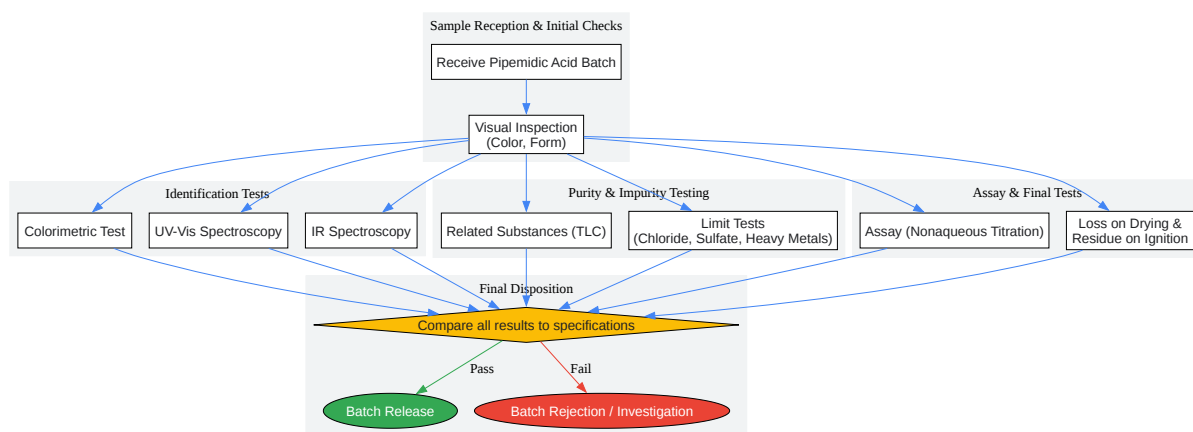 Sample Reception & Initial Checks
Receive Pipemidic Acid Batch
Visual Inspection
(Color, Form)
Identification Tests
Purity & Impurity Testing
Assay & Final Tests
Colorimetric Test
UV-Vis Spectroscopy
IR Spectroscopy
Related Substances (TLC)
Limit Tests
(Chloride, Sulfate, Heavy Metals)
Assay (Nonaqueous Titration)
Loss on Drying &
Residue on Ignition
Final Disposition
Compare all results to specifications
Pass
Fail
Batch Release
Batch Rejection / Investigation